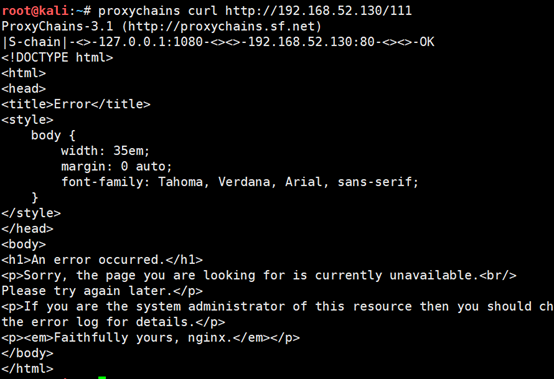 root@kali:~# proxychains curl http://192.168.52.130/111
ProxyChains-3.1 (http://proxychains.sf.net)
|S-chain|-<>-127.0.0.1:1080-<><>-192.168.52.130:80-<><>-OK
<!DOCTYPE html>
<html>
<head>
<title>Error</title>
<style>
    body {
        width: 35em;
        margin: 0 auto;
        font-family: Tahoma, Verdana, Arial, sans-serif;
    }
</style>
</head>
<body>
<h1>An error occurred.</h1>
<p>Sorry, the page you are looking for is currently unavailable.<br/>
Please try again later.</p>
<p>If you are the system administrator of this resource then you should ch
the error log for details.</p>
<p><em>Faithfully yours, nginx.</em></p>
</body>
</html>